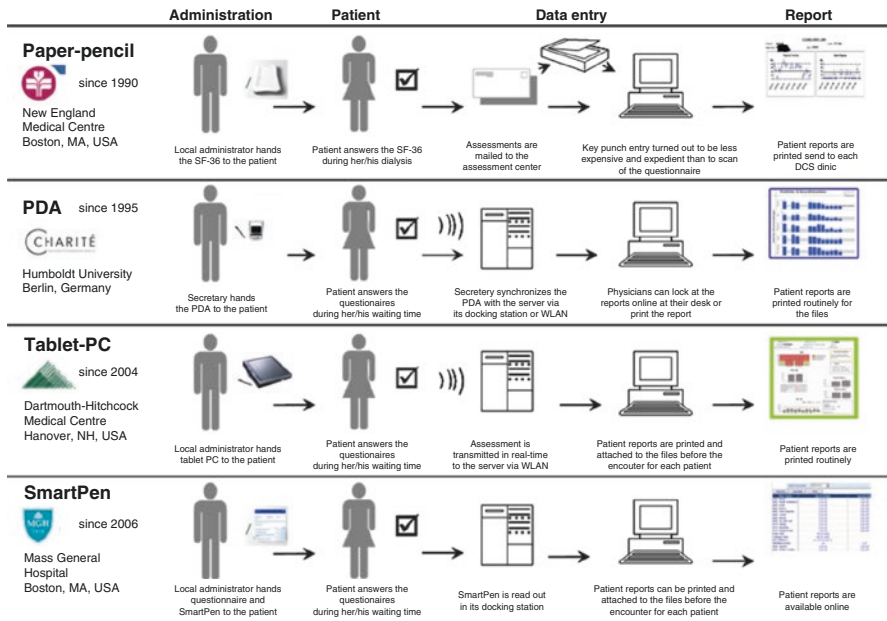 Administration Patient Data entry Report
Paper-pencil
since 1990
New England
Medical Centre
Boston, MA, USA
Local administrator hands
the SF-36 to the patient
Patient answers the SF-36
during her/his dialysis
Assessments are
mailed to the
assessment center
Key punch entry turned out to be less
expensive and expedient than to scan
of the questionnaire
Patient reports are
printed send to each
DCS dinic
PDA since 1995
CHARITÉ
Humboldt University
Berlin, Germany
Secretary hands
the PDA to the patient
Patient answers the
questionaires
during her/his waiting time
Secretery synchronizes the
PDA with the server via
its docking station or WLAN
Physicians can lock at the
reports online at their desk or
print the report
Patient reports are
printed routinely for
the files
Tablet-PC
since 2004
Dartmouth-Hitchcock
Medical Centre
Hanover, NH, USA
Local administrator hands
tablet PC to the patient
Patient answers the
questionaires
during her/his waiting time
Assessment is
transmitted in real-time
to the server via WLAN
Patient reports are printed and
attached to the files before the
encouter for each patient
Patient reports are
printed routinely
SmartPen
since 2006
MGH
Mass General
Hospital
Boston, MA, USA
Local administrator hands
questionnaire and
SmartPen to the patient
Patient answers the
questionaires
during her/his waiting time
SmartPen is read out
in its docking station
Patient reports can be printed and
attached to the files before the
encounter for each patient
Patient reports are
available online